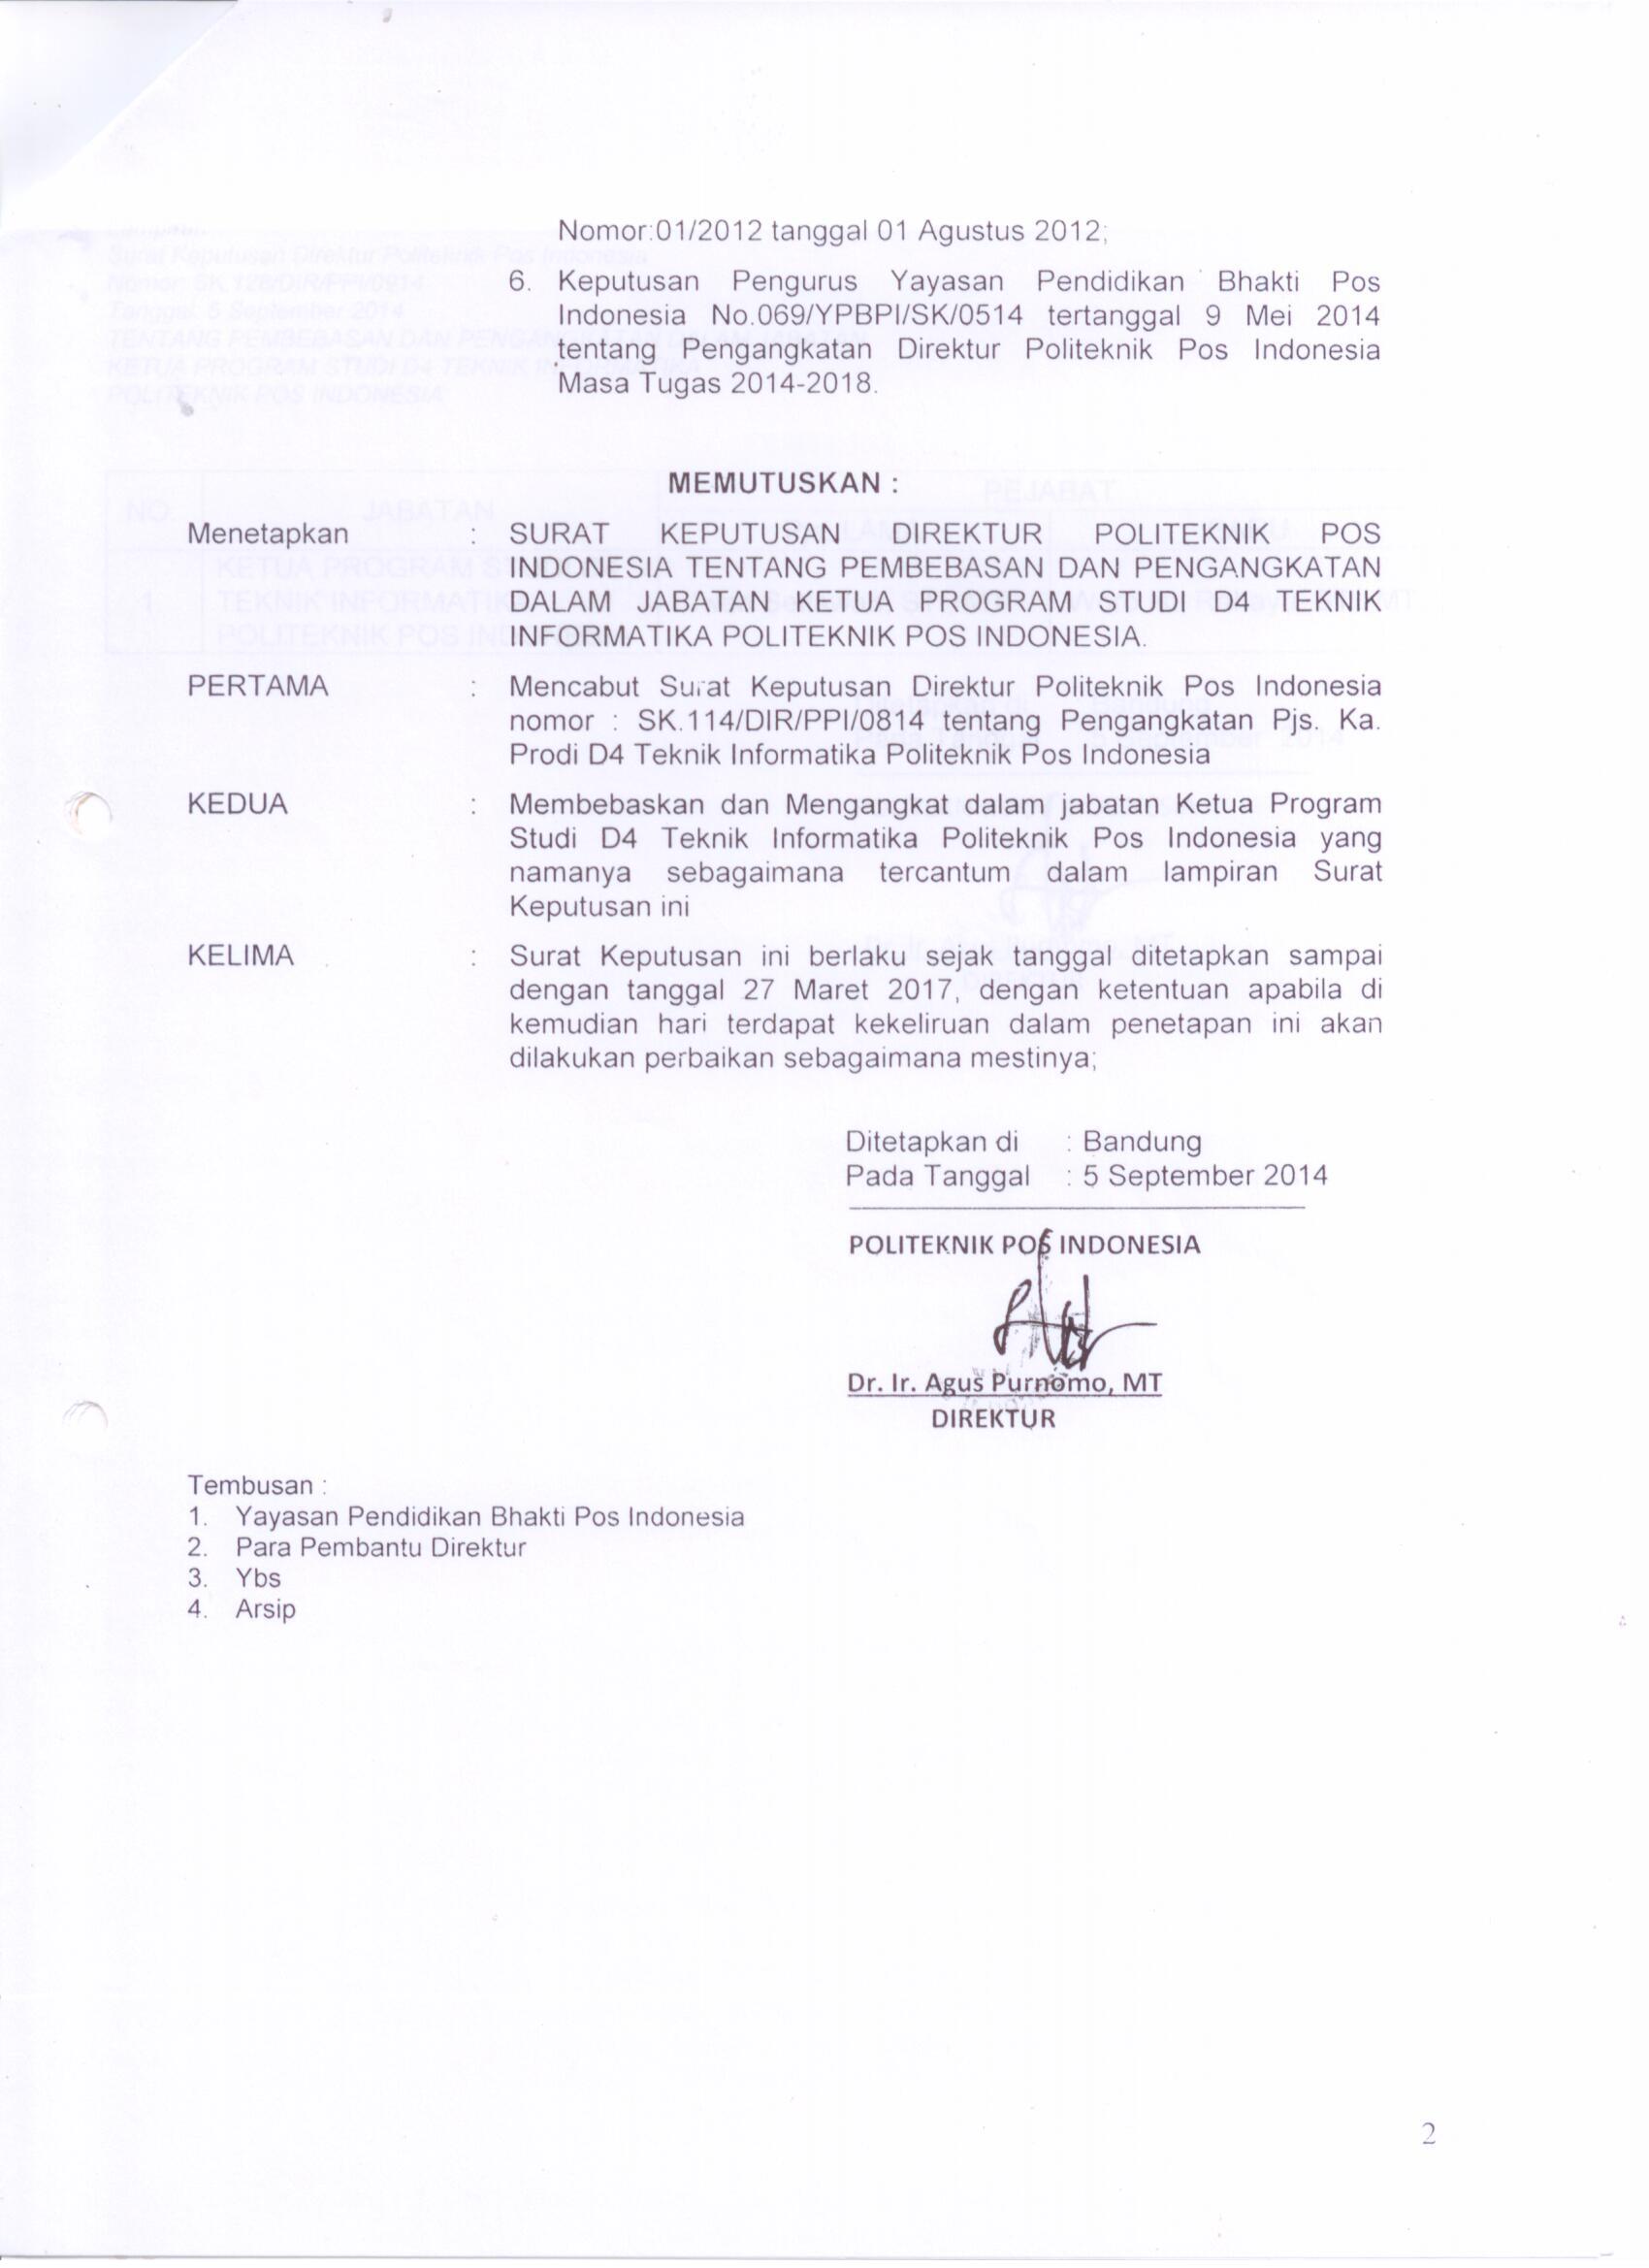 Nomor:01/2012 tanggal 01 Agustus 2012;
6. Keputusan Pengurus Yayasan Pendidikan Bhakti Pos
Indonesia No.069/YPBPI/SK/0514 tertanggal 9 Mei 2014
tentang Pengangkatan Direktur Politeknik Pos Indonesia
Masa Tugas 2014-2018.
MEMUTUSKAN :
Menetapkan : SURAT KEPUTUSAN DIREKTUR POLITEKNIK POS
INDONESIA TENTANG PEMBEBASAN DAN PENGANGKATAN
DALAM JABATAN KETUA PROGRAM STUDI D4 TEKNIK
INFORMATIKA POLITEKNIK POS INDONESIA.
PERTAMA : Mencabut Surat Keputusan Direktur Politeknik Pos Indonesia
nomor : SK.114/DIR/PPI/0814 tentang Pengangkatan Pjs. Ka.
Prodi D4 Teknik Informatika Politeknik Pos Indonesia
KEDUA : Membebaskan dan Mengangkat dalam jabatan Ketua Program
Studi D4 Teknik Informatika Politeknik Pos Indonesia yang
namanya sebagaimana tercantum dalam lampiran Surat
Keputusan ini
KELIMA : Surat Keputusan ini berlaku sejak tanggal ditetapkan sampai
dengan tanggal 27 Maret 2017, dengan ketentuan apabila di
kemudian hari terdapat kekeliruan dalam penetapan ini akan
dilakukan perbaikan sebagaimana mestinya;
Ditetapkan di : Bandung
Pada Tanggal : 5 September 2014
POLITEKNIK POS INDONESIA
Dr. Ir. Agus Purnomo, MT
DIREKTUR
Tembusan :
1. Yayasan Pendidikan Bhakti Pos Indonesia
2. Para Pembantu Direktur
3. Ybs
4. Arsip
2